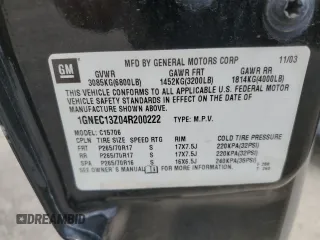 GM
MFD BY GENERAL MOTORS CORP 11/03
GVWR GAWR FRT GAWR RR
3085KG(6800LB) 1452KG(3200LB) 1814KG(4000LB)
THIS VEHICLE CONFORMS TO ALL APPLICABLE U.S. FEDERAL
MOTOR VEHICLE SAFETY STANDARDS IN EFFECT ON THE DATE OF
MANUFACTURE SHOWN ABOVE.
1GNEC13Z04R200222 TYPE: M.P.V.
MODEL: C15706
TIRE SIZE SPEED RTG RIM COLD TIRE PRESSURE
FRT P265/70R17 S 17X7.5J 220KPA(32PSI)
RR P265/70R17 S 17X7.5J 220KPA(32PSI)
SPA P265/70R16 S 16X6.5J 240KPA(35PSI)
SEE OWNER'S MANUAL FOR MORE INFORMATION
AUTOBIDMASTER